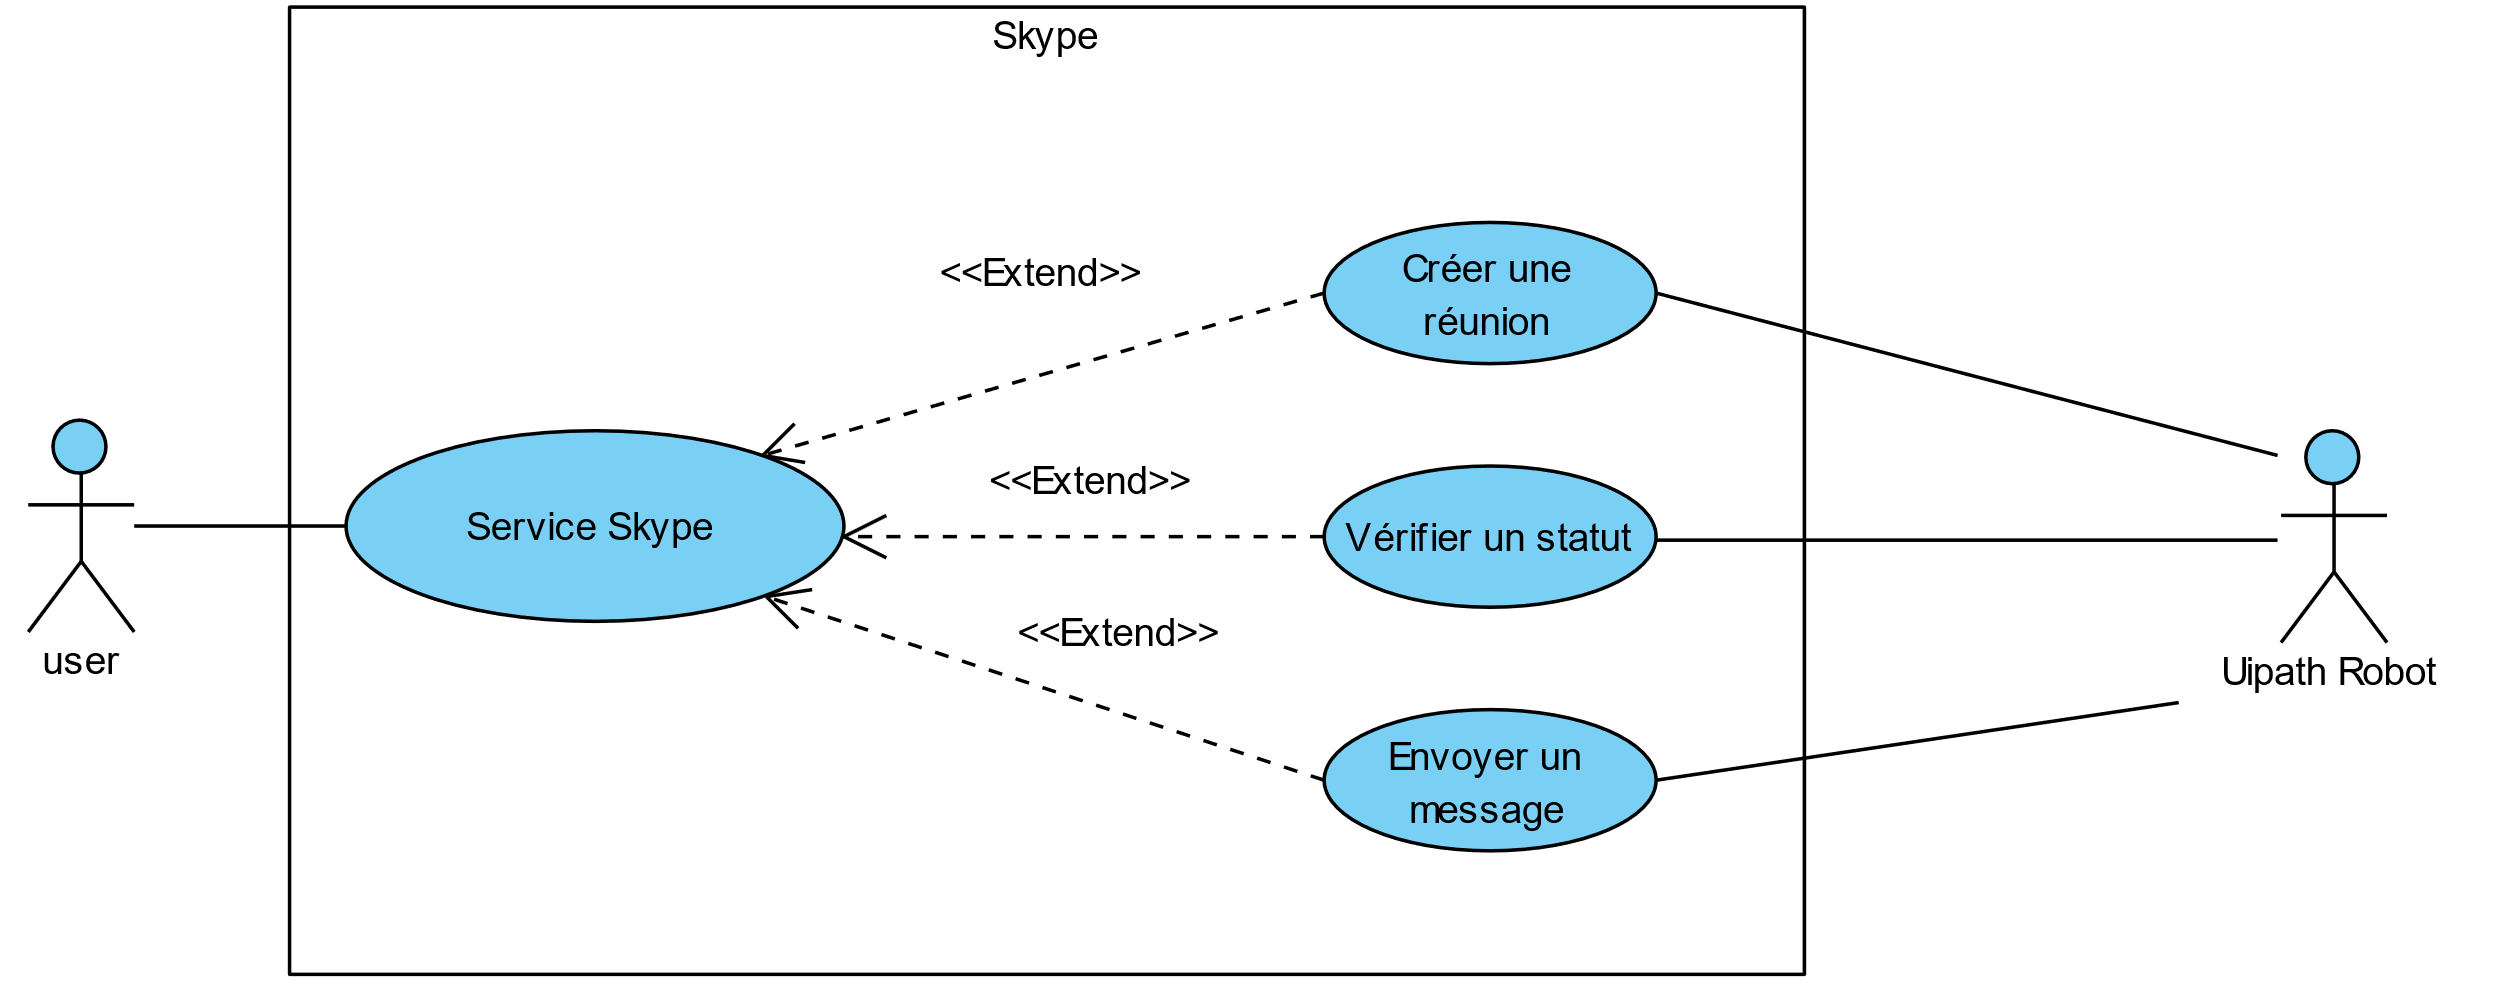 Skype
<<Extend>>
Créer une
réunion
<<Extend>>
Service Skype
Vérifier un statut
<<Extend>>
user
Uipath Robot
Envoyer un
message